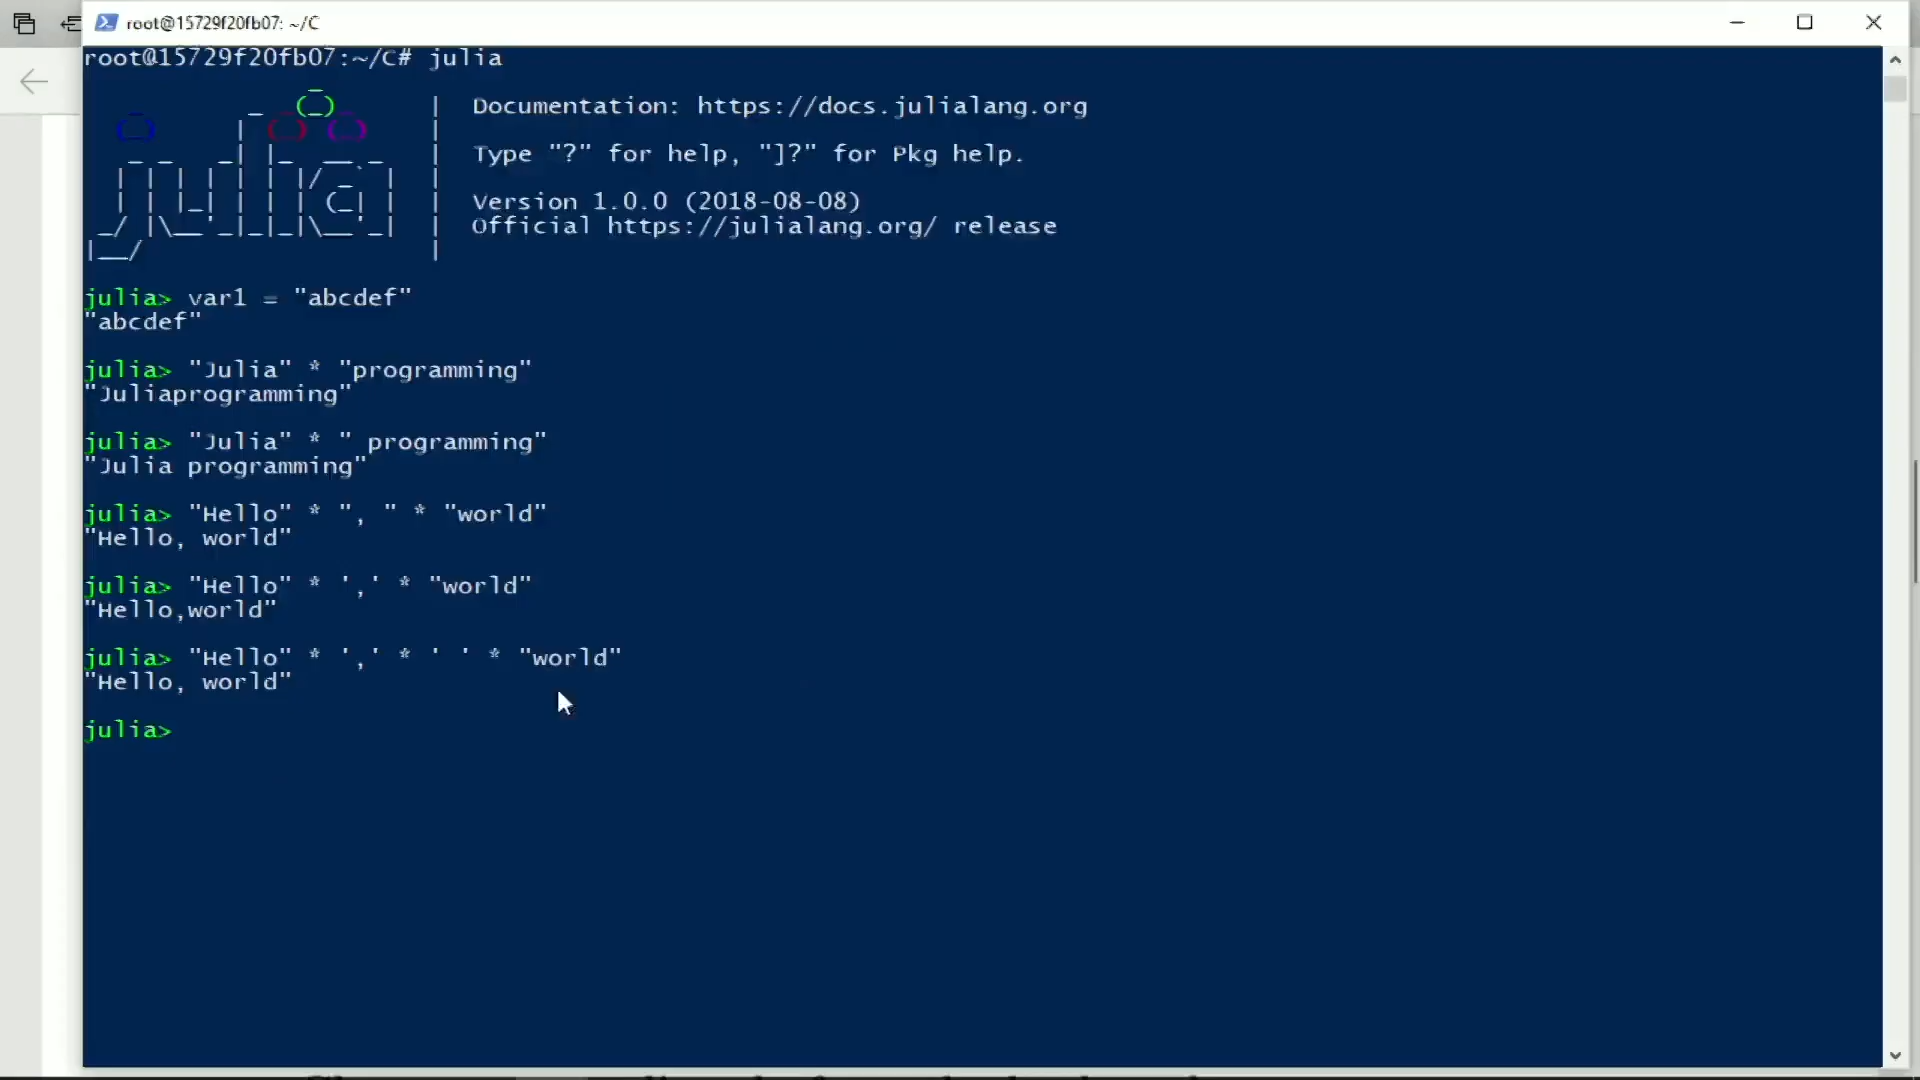 root@15729f20fb07: ~/C
root@15729f20fb07:~/C# julia
Documentation: https://docs.julialang.org
Type "?" for help, "]?" for Pkg help.
Version 1.0.0 (2018-08-08)
Official https://julialang.org/ release
julia> var1 = "abcdef"
"abcdef"
julia> "Julia" * "programming"
"Juliaprogramming"
julia> "Julia" * " programming"
"Julia programming"
julia> "Hello" * ", " * "world"
"Hello, world"
julia> "Hello" * ',' * "world"
"Hello,world"
julia> "Hello" * ',' * ' ' * "world"
"Hello, world"
julia>